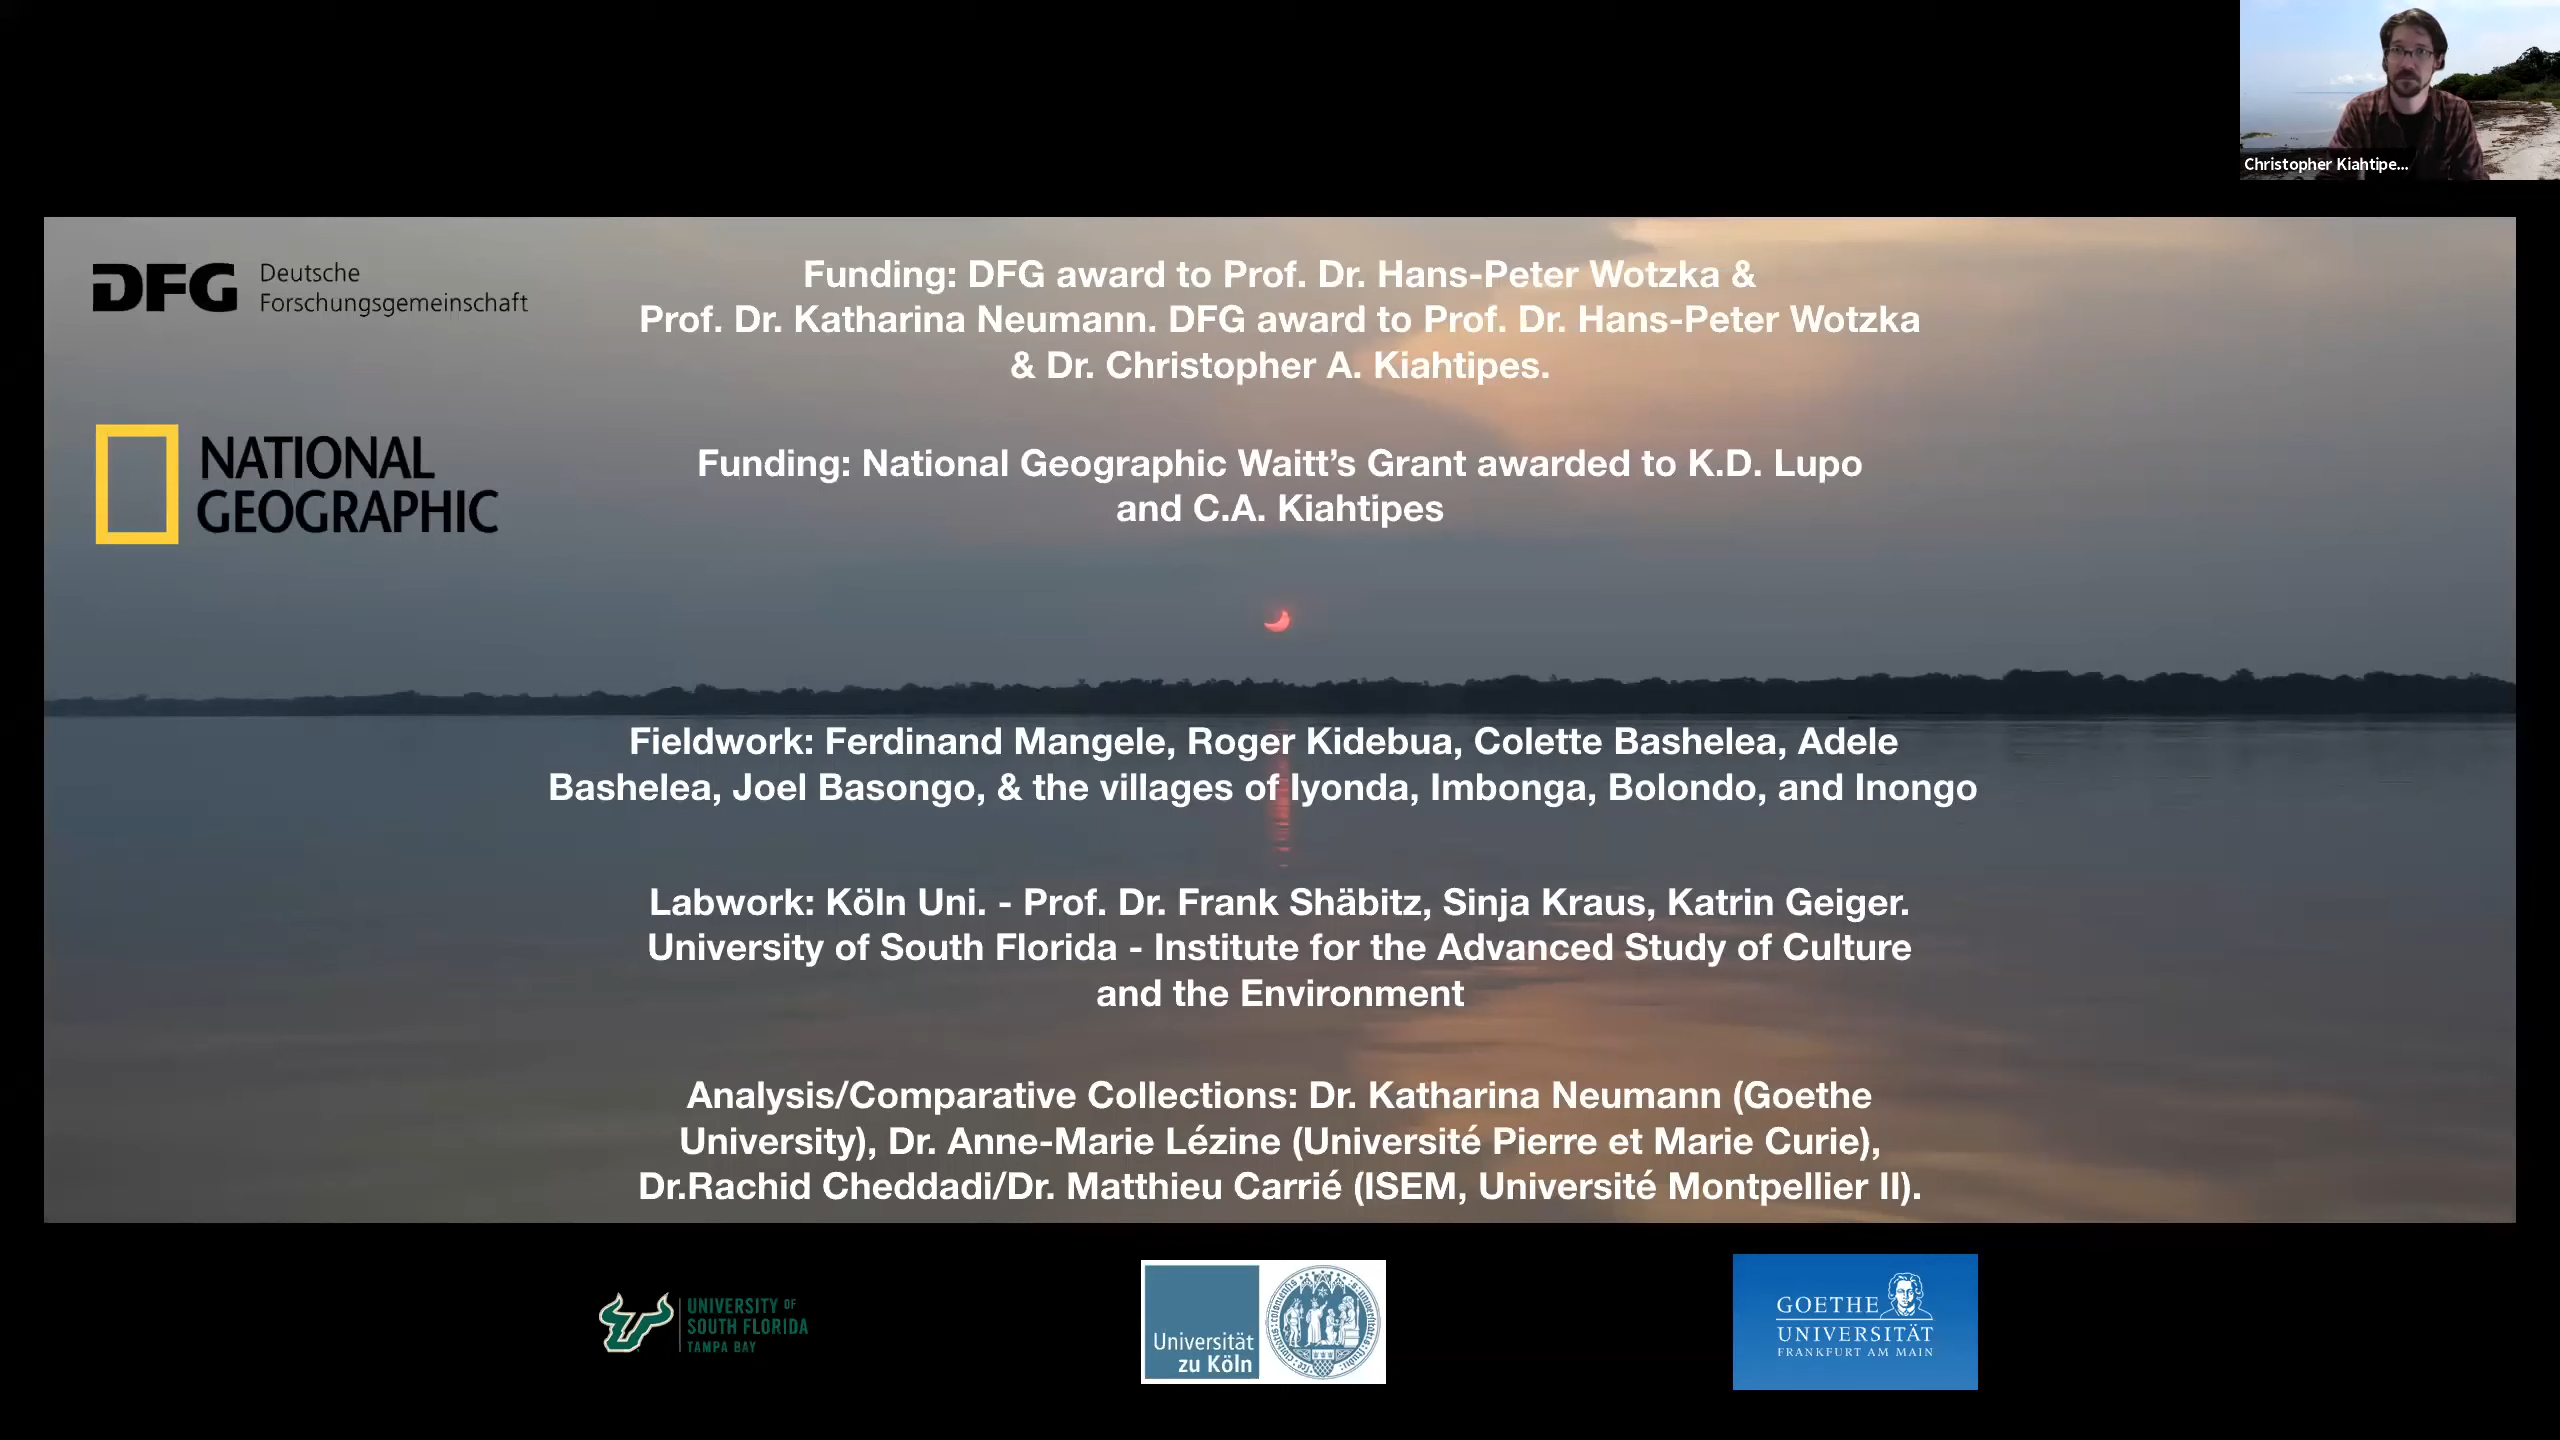 Christopher Kiahtipe...
DFG Deutsche
Forschungsgemeinschaft
NATIONAL
GEOGRAPHIC
Funding: DFG award to Prof. Dr. Hans-Peter Wotzka &
Prof. Dr. Katharina Neumann. DFG award to Prof. Dr. Hans-Peter Wotzka
& Dr. Christopher A. Kiahtipes.
Funding: National Geographic Waitt’s Grant awarded to K.D. Lupo
and C.A. Kiahtipes
Fieldwork: Ferdinand Mangele, Roger Kidebua, Colette Bashelea, Adele
Bashelea, Joel Basongo, & the villages of Iyonda, Imbonga, Bolondo, and Inongo
Labwork: Köln Uni. - Prof. Dr. Frank Shäbitz, Sinja Kraus, Katrin Geiger.
University of South Florida - Institute for the Advanced Study of Culture
and the Environment
Analysis/Comparative Collections: Dr. Katharina Neumann (Goethe
University), Dr. Anne-Marie Lézine (Université Pierre et Marie Curie),
Dr.Rachid Cheddadi/Dr. Matthieu Carrié (ISEM, Université Montpellier II).
UNIVERSITY OF
SOUTH FLORIDA
TAMPA BAY
Universität
zu Köln
GOETHE
UNIVERSITÄT
FRANKFURT AM MAIN